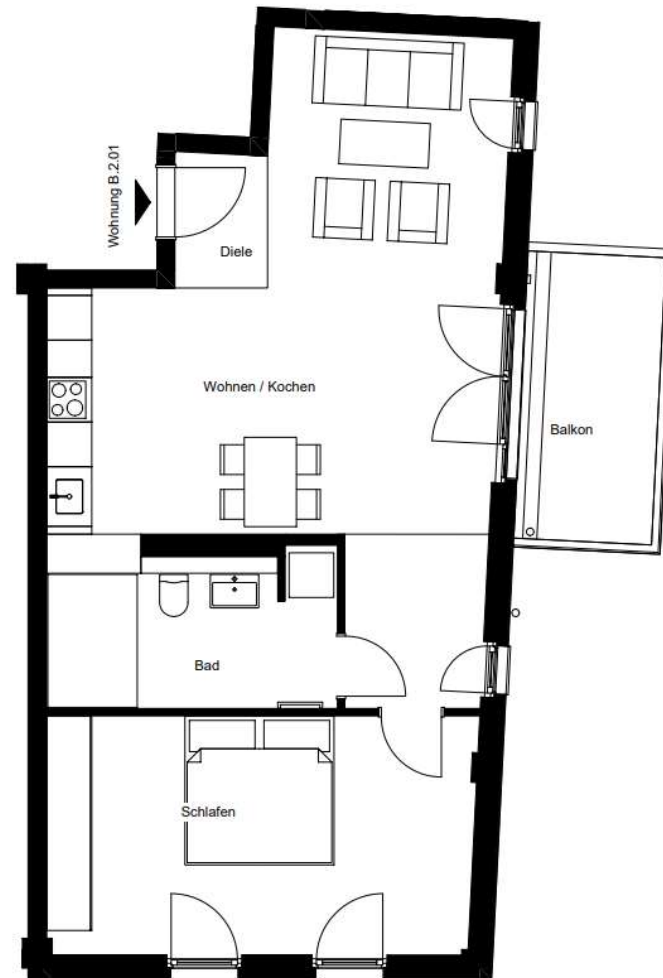 Wohnung B.2.01
Diele
Wohnen / Kochen
Balkon
Bad
Schlafen